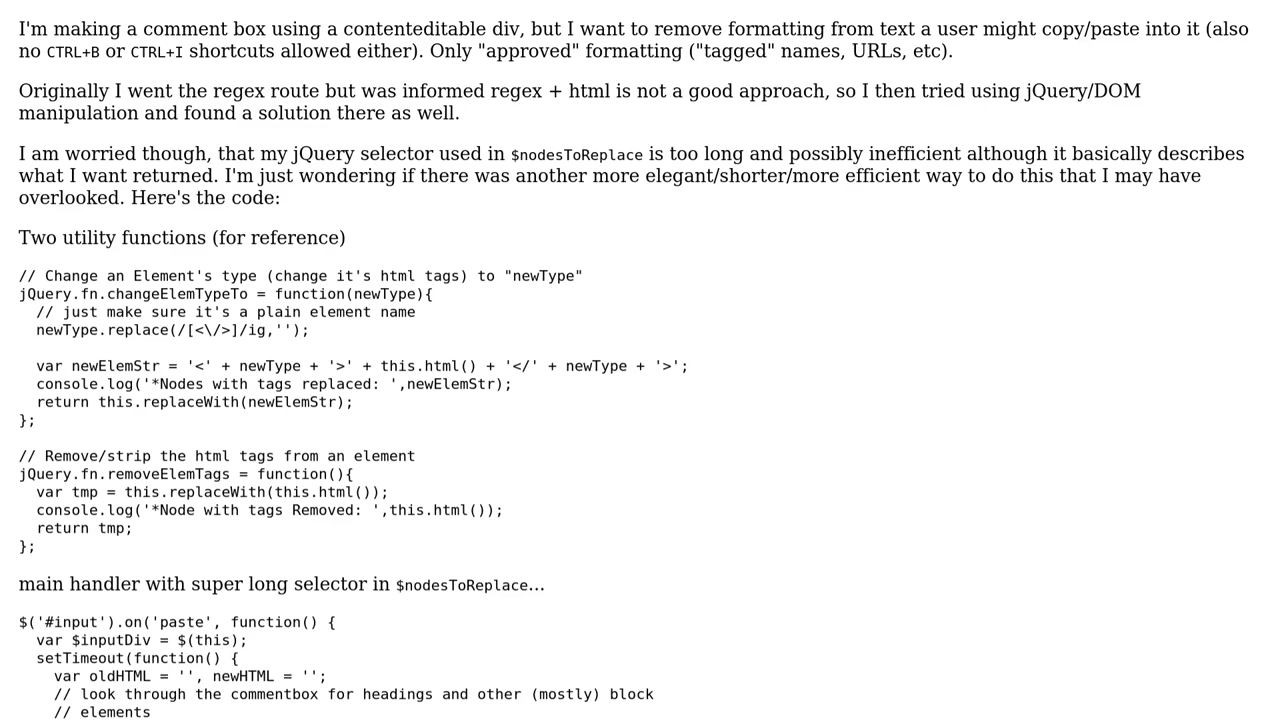 I'm making a comment box using a contenteditable div, but I want to remove formatting from text a user might copy/paste into it (also
no CTRL+B or CTRL+I shortcuts allowed either). Only "approved" formatting ("tagged" names, URLs, etc).
Originally I went the regex route but was informed regex + html is not a good approach, so I then tried using jQuery/DOM
manipulation and found a solution there as well.
I am worried though, that my jQuery selector used in $nodesToReplace is too long and possibly inefficient although it basically describes
what I want returned. I'm just wondering if there was another more elegant/shorter/more efficient way to do this that I may have
overlooked. Here's the code:
Two utility functions (for reference)
// Change an Element's type (change it's html tags) to "newType"
jQuery.fn.changeElemTypeTo = function(newType){
  // just make sure it's a plain element name
  newType.replace(/[<\/>]/ig,'');
  var newElemStr = '<' + newType + '>' + this.html() + '</' + newType + '>';
  console.log('*Nodes with tags replaced: ',newElemStr);
  return this.replaceWith(newElemStr);
};
// Remove/strip the html tags from an element
jQuery.fn.removeElemTags = function(){
  var tmp = this.replaceWith(this.html());
  console.log('*Node with tags Removed: ',this.html());
  return tmp;
};
main handler with super long selector in $nodesToReplace...
$('#input').on('paste', function() {
  var $inputDiv = $(this);
  setTimeout(function() {
    var oldHTML = '', newHTML = '';
    // look through the commentbox for headings and other (mostly) block
    // elements